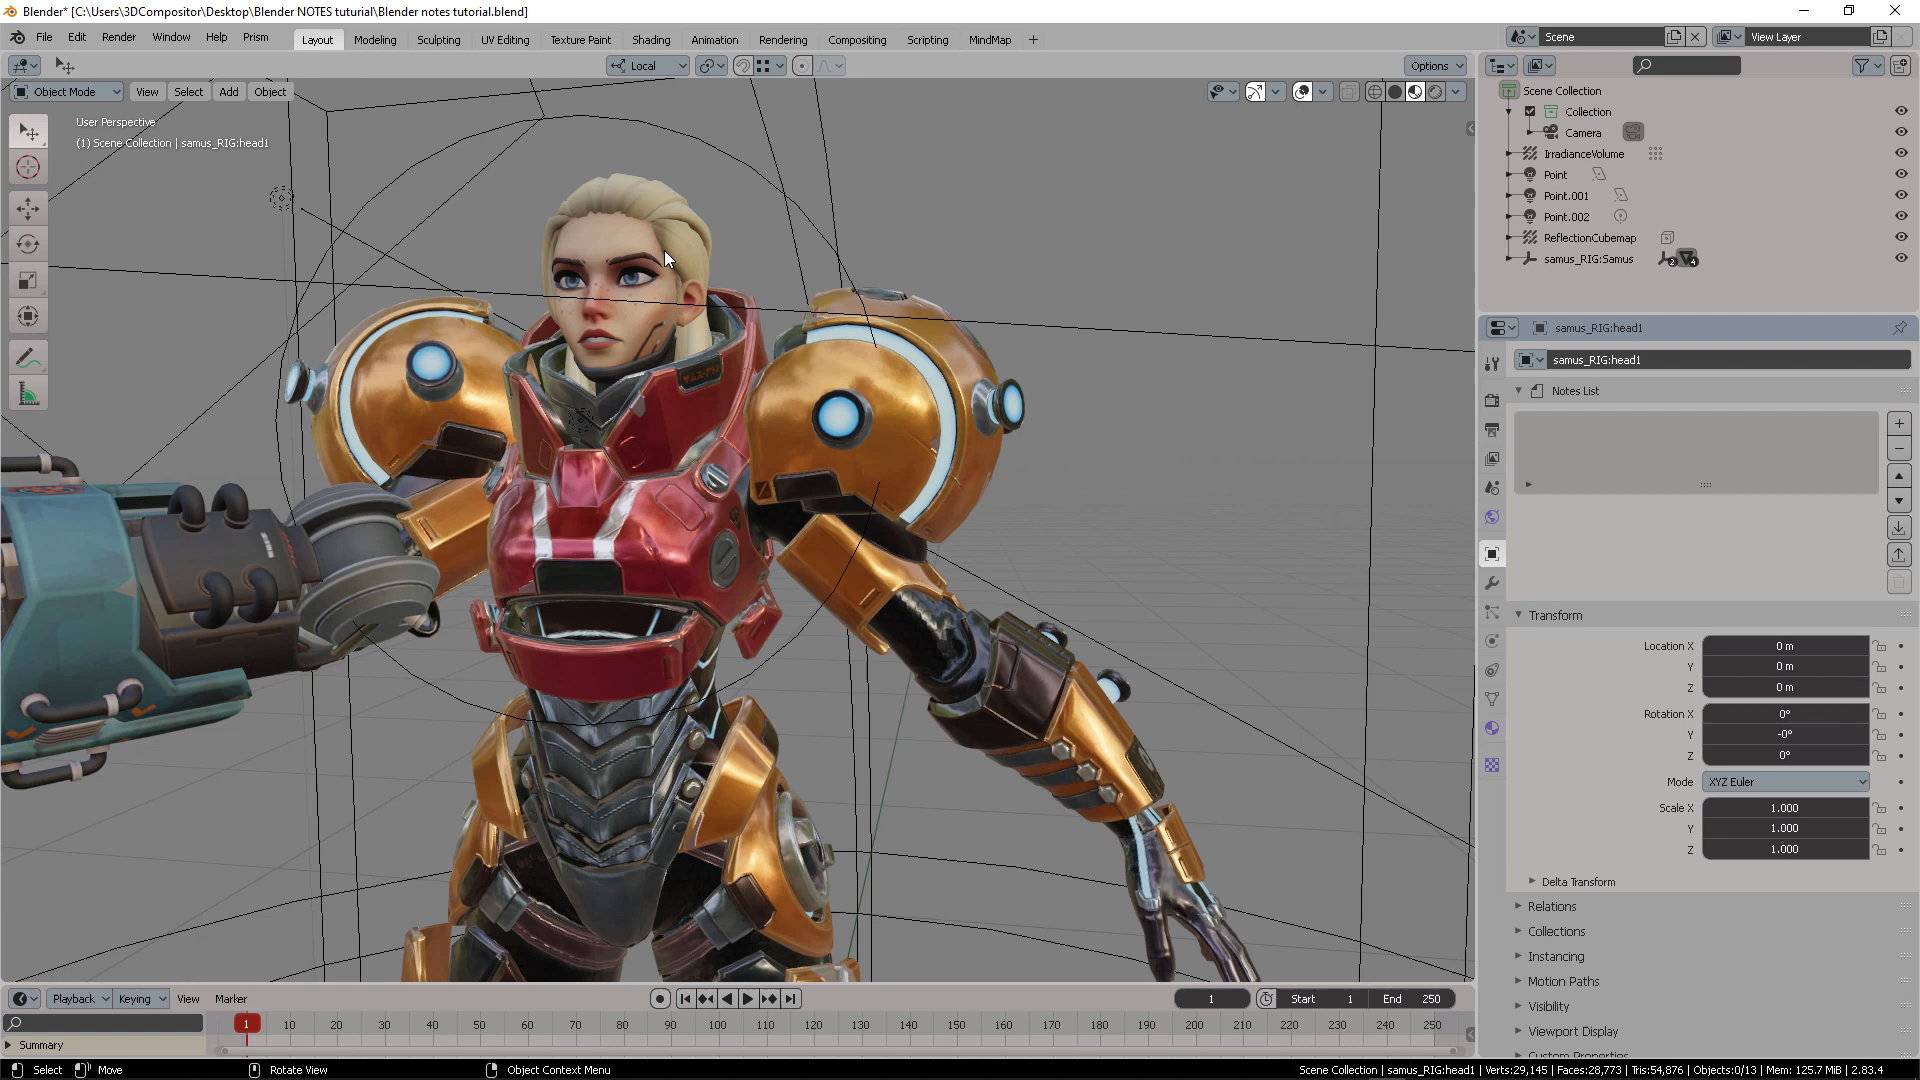 Blender* [C:\Users\3DCompositor\Desktop\Blender NOTES tuturial\Blender notes tutorial.blend]
File Edit Render Window Help Prism Layout Modeling Sculpting UV Editing Texture Paint Shading Animation Rendering Compositing Scripting MindMap + Scene View Layer
Local Options
Object Mode View Select Add Object
User Perspective
(1) Scene Collection | samus_RIG:head1
Scene Collection
Collection
Camera
IrradianceVolume
Point
Point.001
Point.002
ReflectionCubemap
samus_RIG:Samus 2 4
samus_RIG:head1
samus_RIG:head1
Notes List
Transform
Location X 0 m
Y 0 m
Z 0 m
Rotation X 0°
Y -0°
Z 0°
Mode XYZ Euler
Scale X 1.000
Y 1.000
Z 1.000
Delta Transform
Relations
Collections
Instancing
Motion Paths
Visibility
Viewport Display
Custom Properties
Playback Keying View Marker 1 Start 1 End 250
1 10 20 30 40 50 60 70 80 90 100 110 120 130 140 150 160 170 180 190 200 210 220 230 240 250
Summary
Select Move Rotate View Object Context Menu Scene Collection | samus_RIG:head1 | Verts:29,145 | Faces:28,773 | Tris:54,876 | Objects:0/13 | Mem: 125.7 MiB | 2.83.4